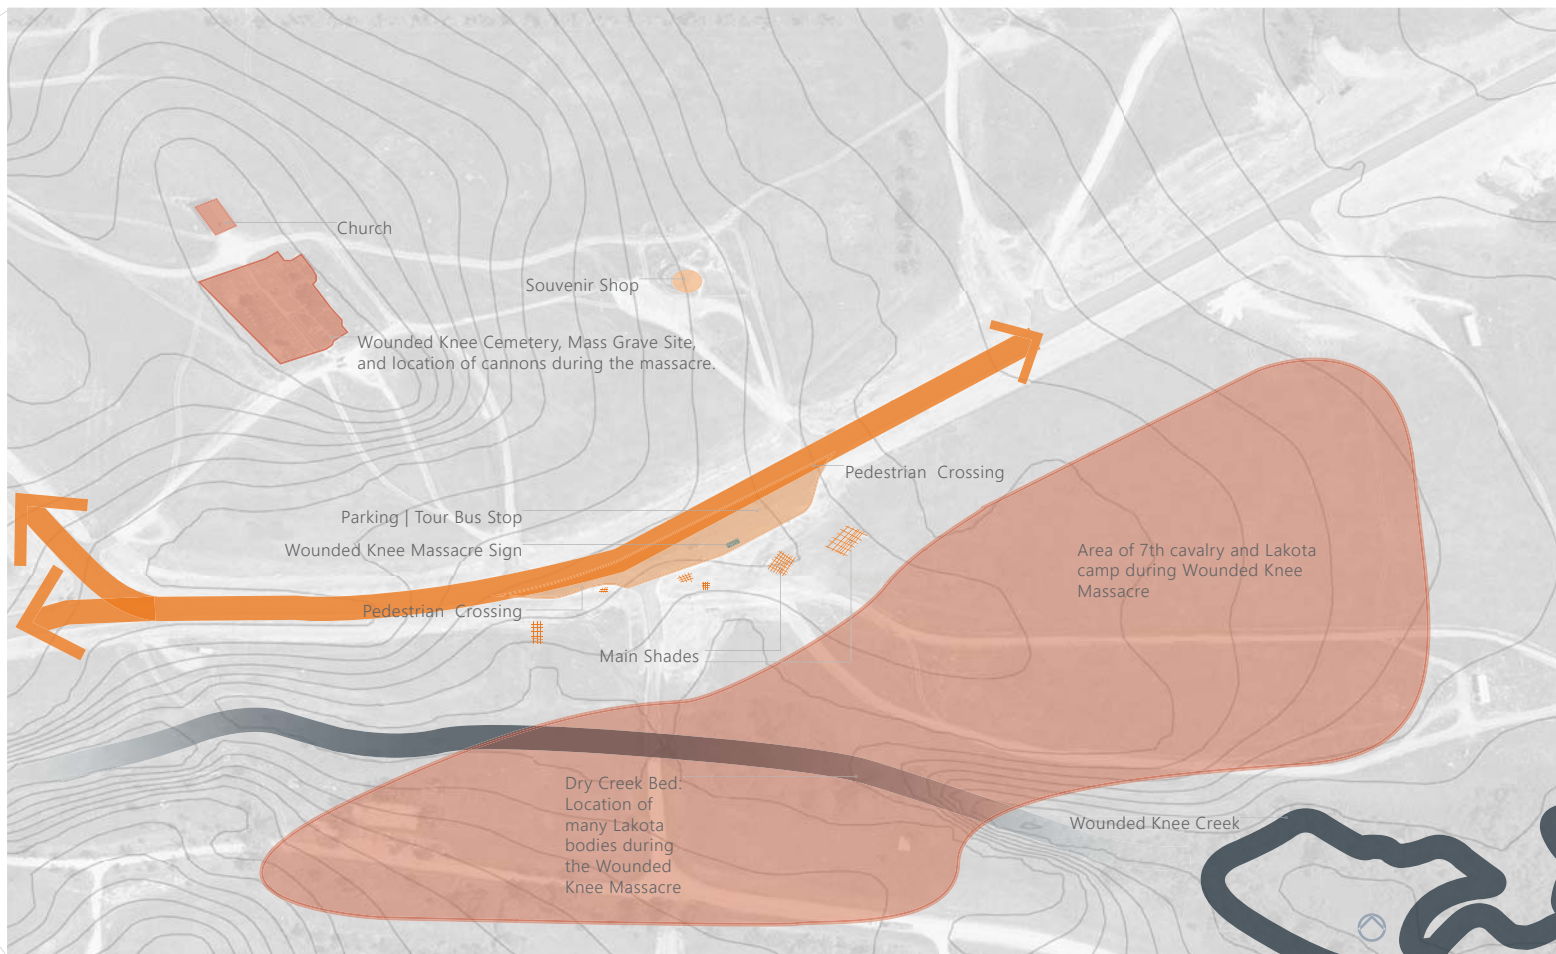 Church
Souvenir Shop
Wounded Knee Cemetery, Mass Grave Site,
and location of cannons during the massacre.
Pedestrian Crossing
Parking | Tour Bus Stop
Wounded Knee Massacre Sign
Area of 7th cavalry and Lakota
camp during Wounded Knee
Massacre
Pedestrian Crossing
Main Shades
Dry Creek Bed:
Location of
many Lakota
bodies during
the Wounded
Knee Massacre
Wounded Knee Creek